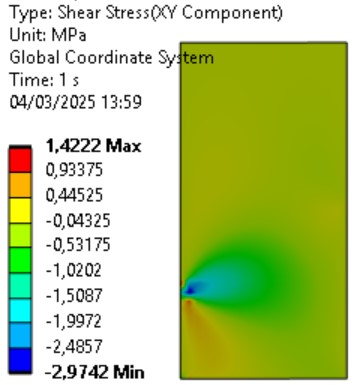 Type: Shear Stress(XY Component)
Unit: MPa
Global Coordinate System
Time: 1 s
04/03/2025 13:59
1,4222 Max
0,93375
0,44525
-0,04325
-0,53175
-1,0202
-1,5087
-1,9972
-2,4857
-2,9742 Min